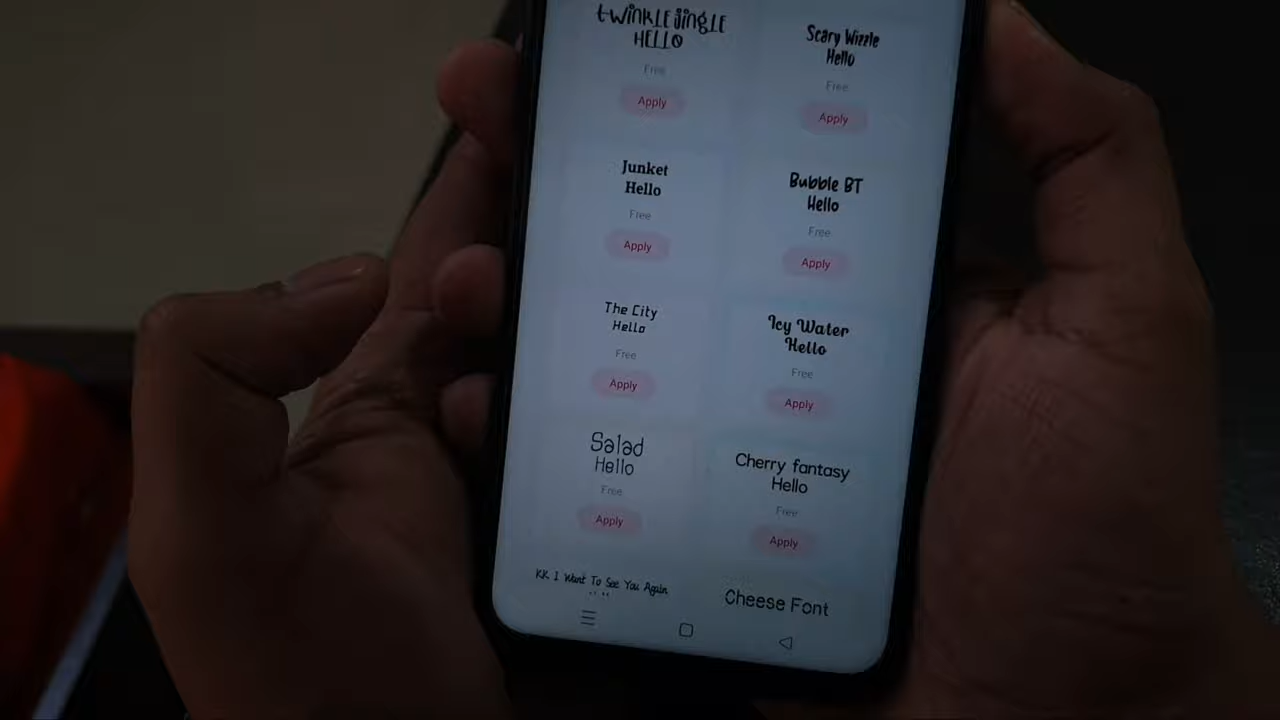 twinkle jingle
HELLO
Free
Apply
Scary Wizzle
Hello
Free
Apply
Junket
Hello
Free
Apply
Bubble BT
Hello
Free
Apply
The City
Hello
Free
Apply
Icy Water
Hello
Free
Apply
Salad
Hello
Free
Apply
Cherry fantasy
Hello
Free
Apply
KK I Want To See You Again
Cheese Font